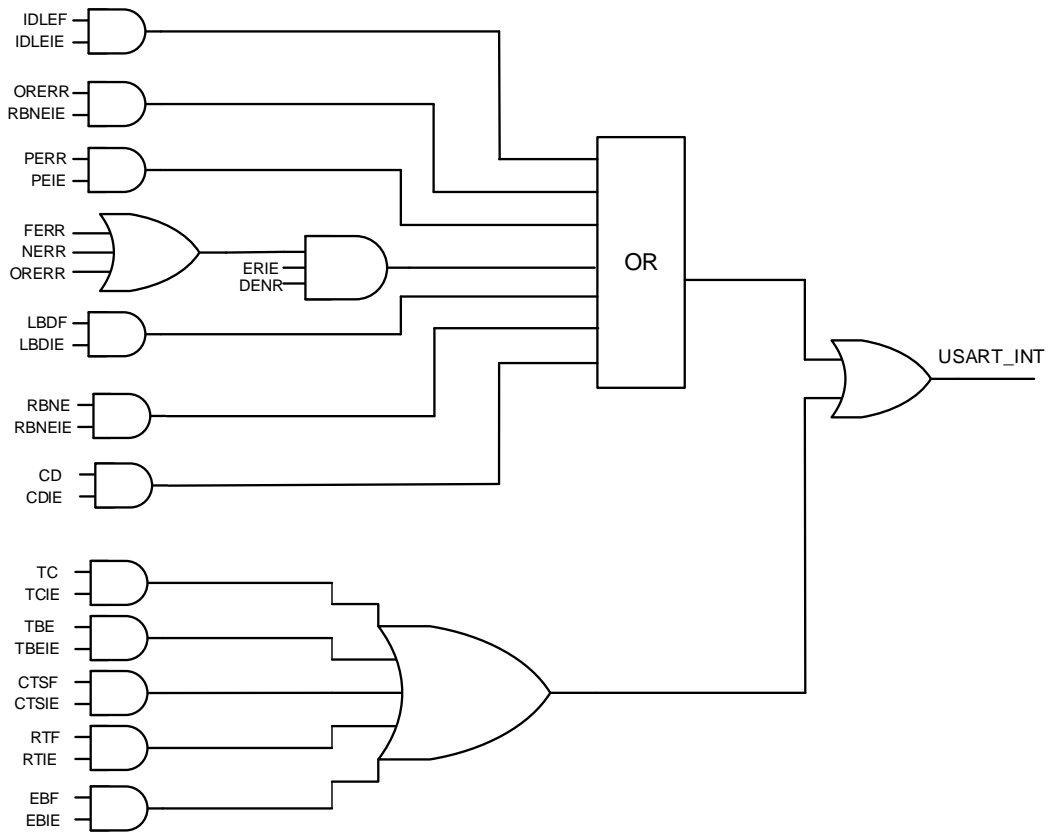 IDLEF
IDLEIE
ORERR
RBNEIE
PERR
PEIE
FERR
NERR
ORERR
ERIE
DENR
OR
LBDF
LBDIE
USART_INT
RBNE
RBNEIE
CD
CDIE
TC
TCIE
TBE
TBEIE
CTSF
CTSIE
RTF
RTIE
EBF
EBIE